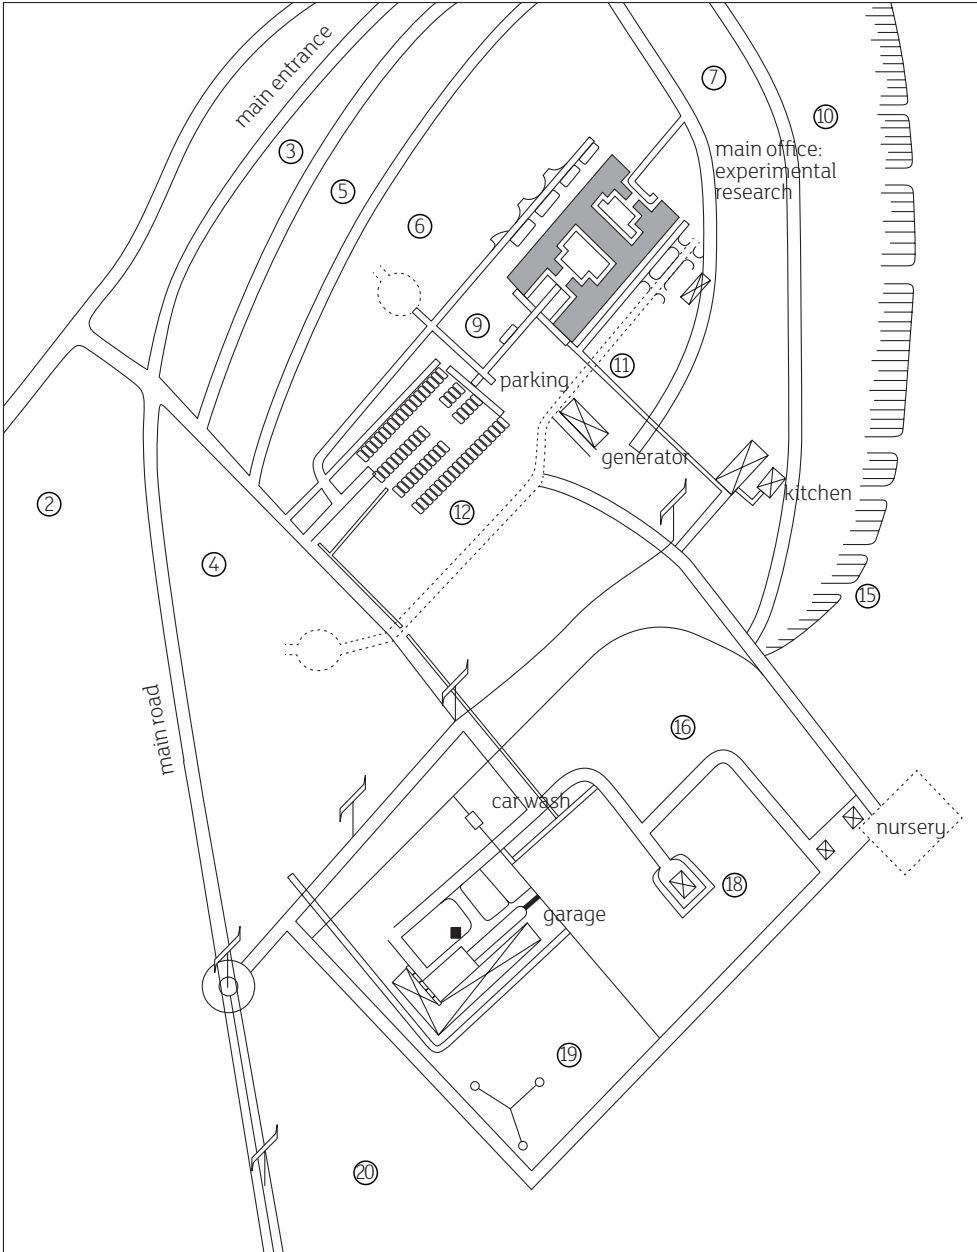 main entrance
7
10
3
main office:
experimental
research
5
6
9
11
parking
generator
kitchen
2
12
4
15
main road
16
car wash
nursery
18
garage
19
20